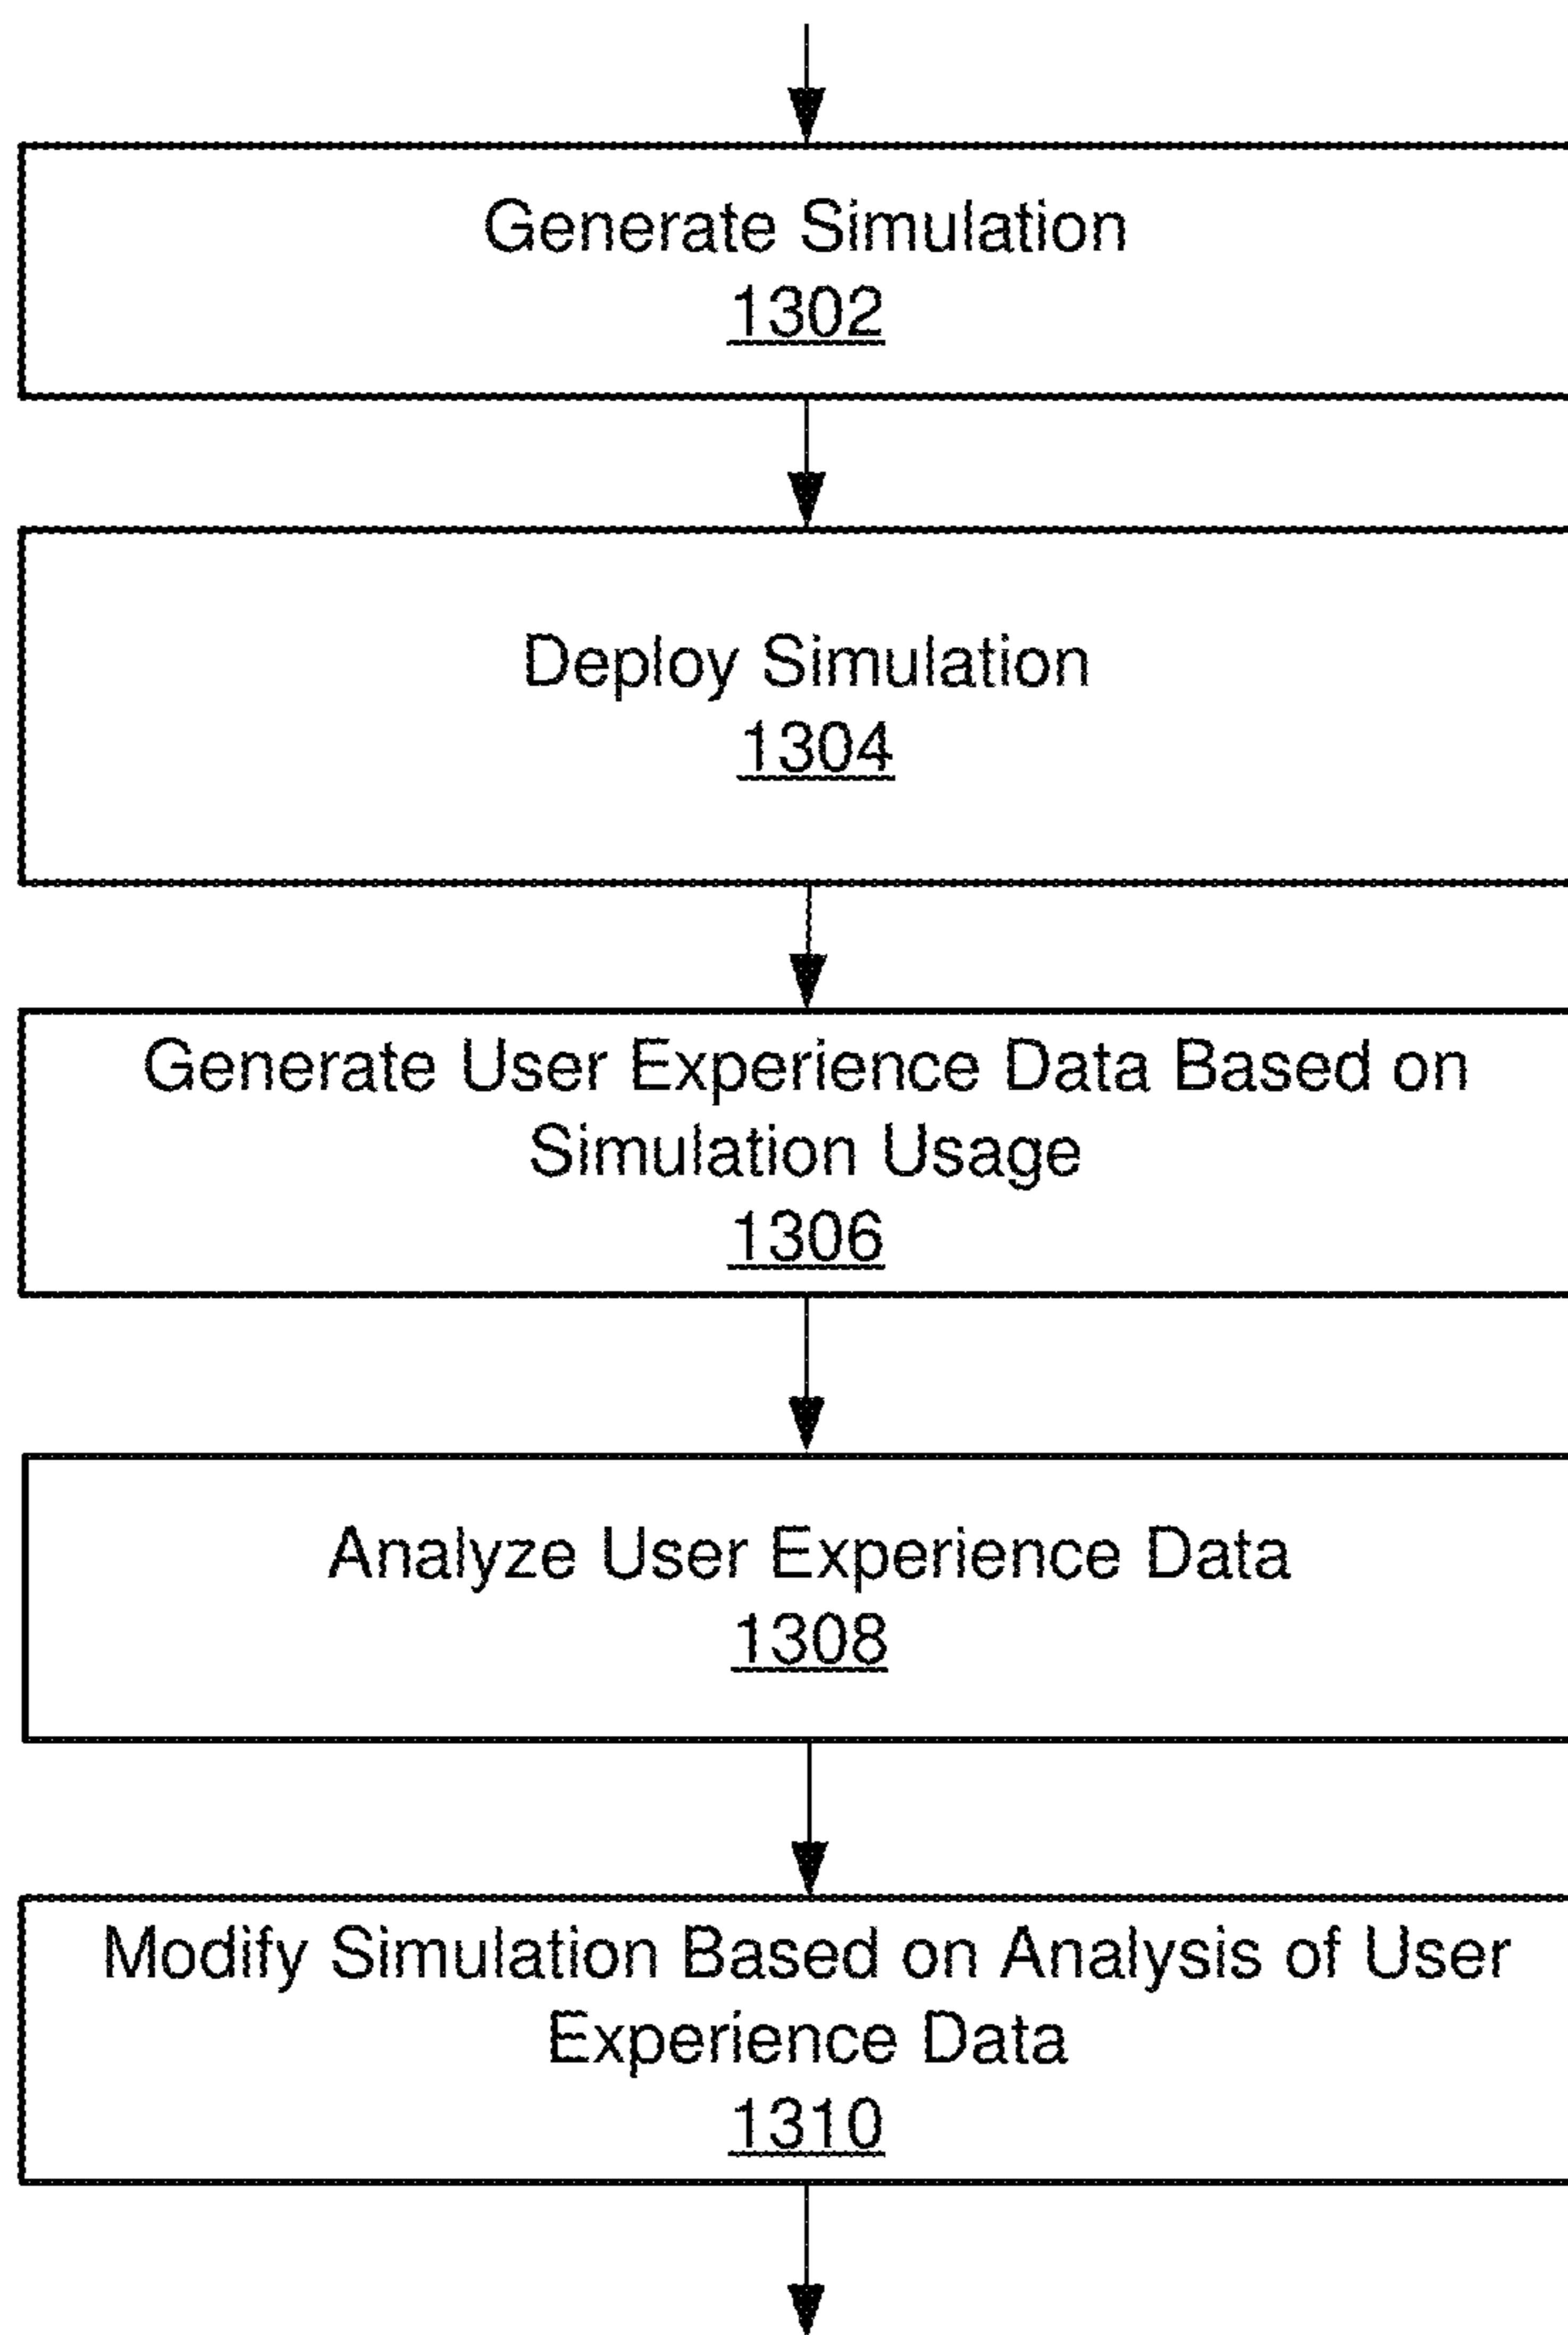 Generate Simulation
1302
Deploy Simulation
1304
Generate User Experience Data Based on
Simulation Usage
1306
Analyze User Experience Data
1308
Modify Simulation Based on Analysis of User
Experience Data
1310